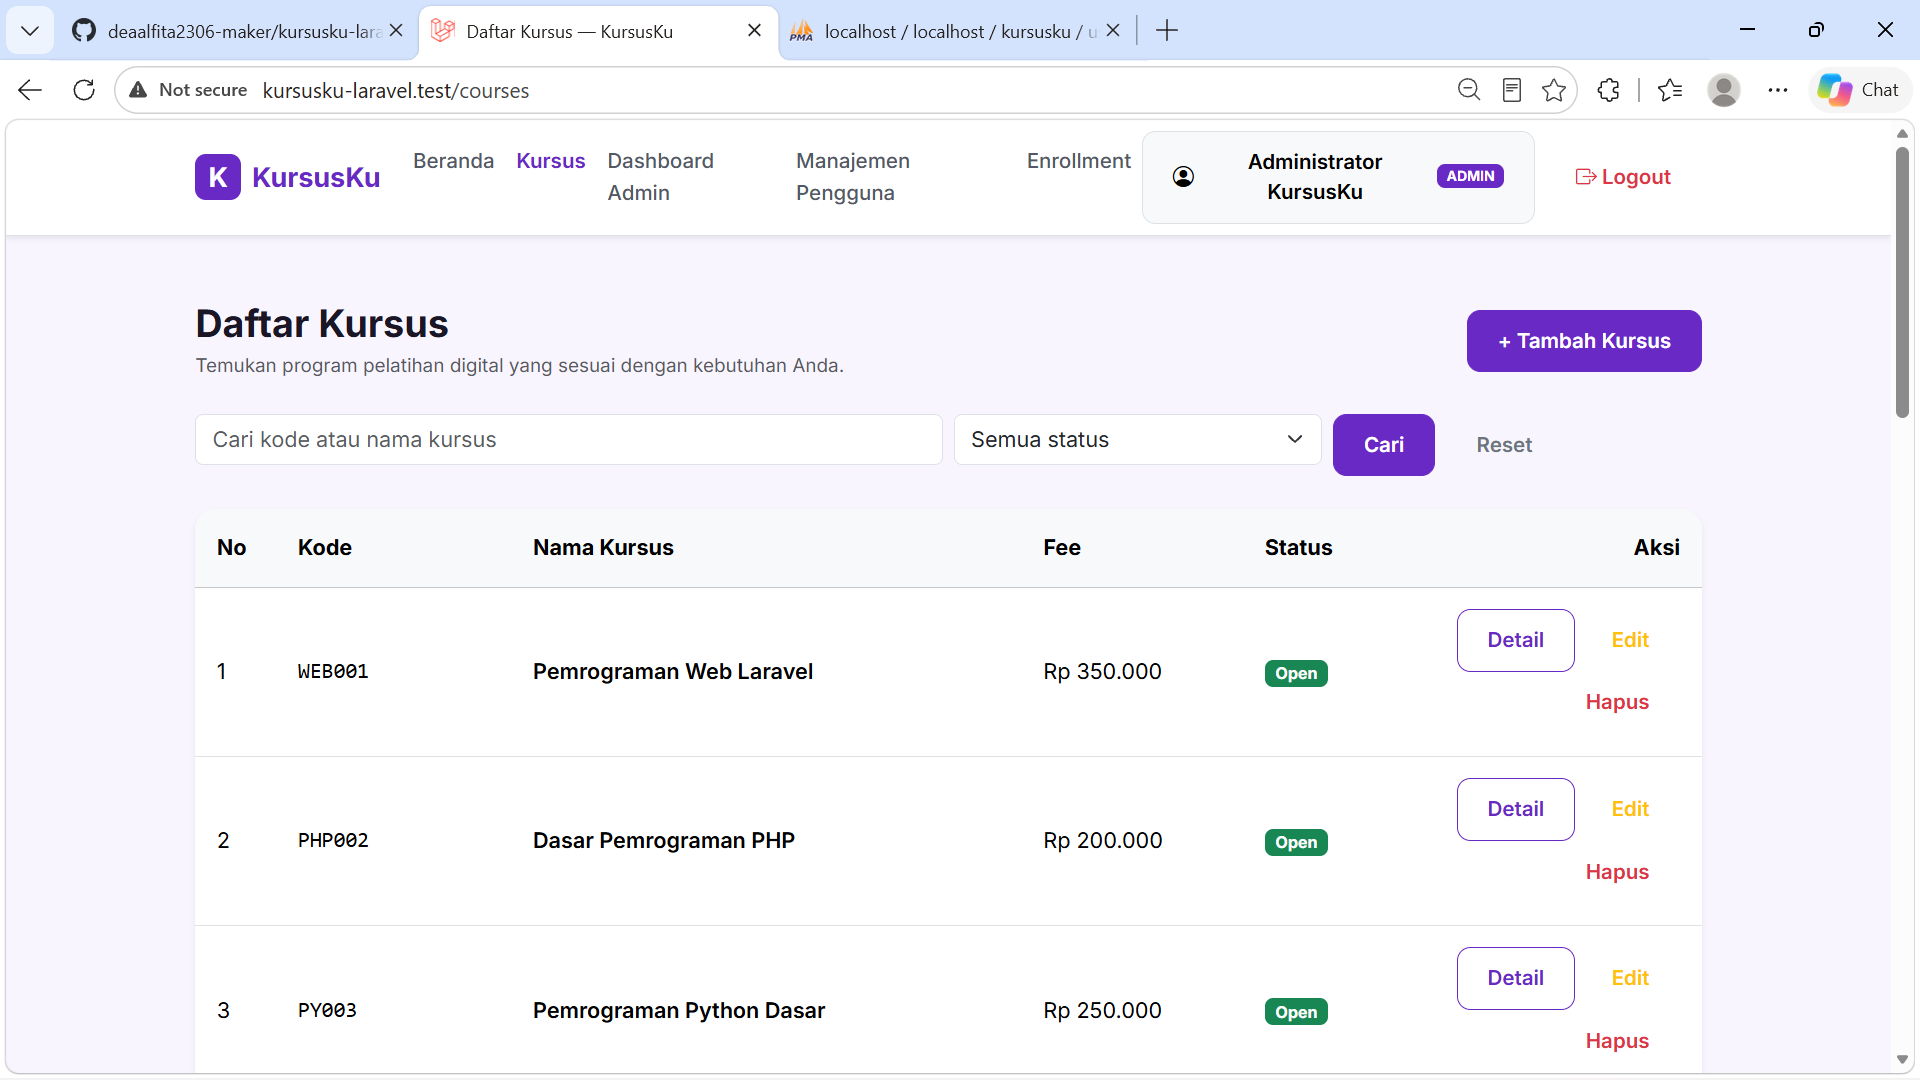 deaalfita2306-maker/kursusku-lara
Daftar Kursus — KursusKu
PMA
localhost / localhost / kursusku / u
Not secure
kursusku-laravel.test/courses
Chat
K
KursusKu
Beranda
Kursus
Dashboard
Admin
Manajemen
Pengguna
Enrollment
Administrator
KursusKu
ADMIN
Logout
Daftar Kursus
Temukan program pelatihan digital yang sesuai dengan kebutuhan Anda.
+ Tambah Kursus
Cari kode atau nama kursus
Semua status
Cari
Reset
No Kode Nama Kursus Fee Status Aksi
1 WEB001 Pemrograman Web Laravel Rp 350.000 Open Detail Edit
Hapus
2 PHP002 Dasar Pemrograman PHP Rp 200.000 Open Detail Edit
Hapus
3 PY003 Pemrograman Python Dasar Rp 250.000 Open Detail Edit
Hapus